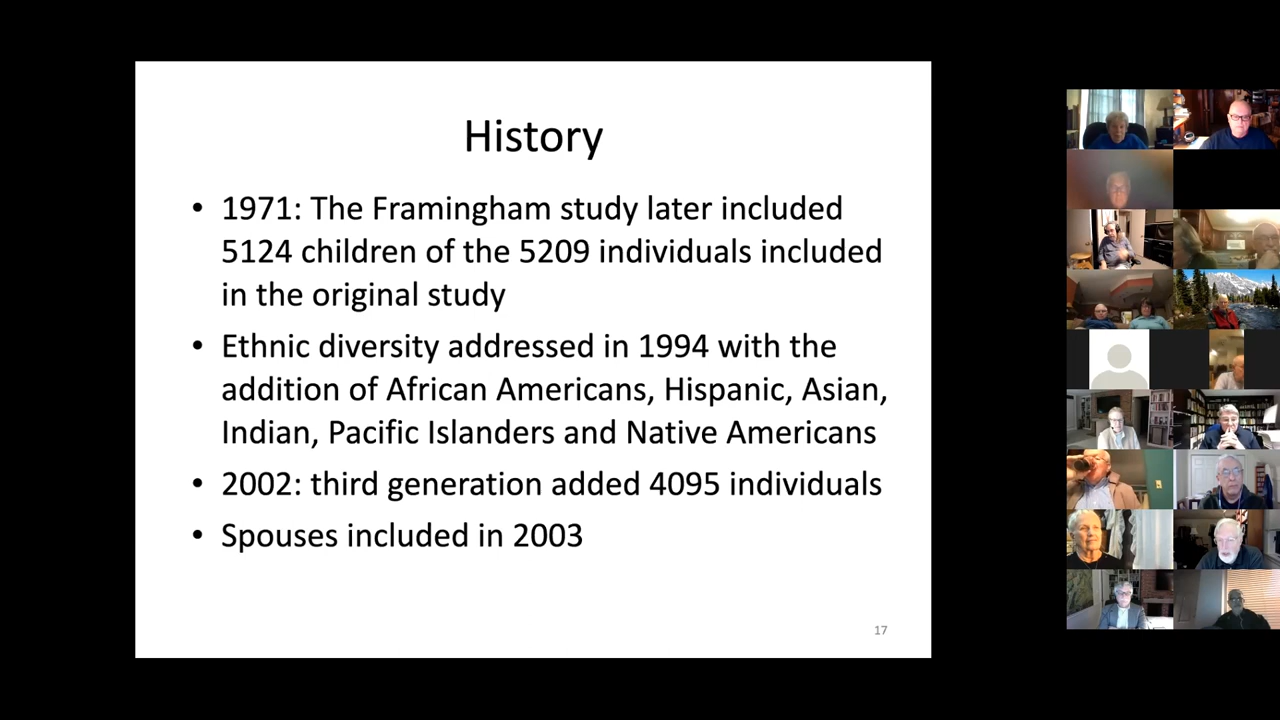 History
• 1971: The Framingham study later included
5124 children of the 5209 individuals included
in the original study
• Ethnic diversity addressed in 1994 with the
addition of African Americans, Hispanic, Asian,
Indian, Pacific Islanders and Native Americans
• 2002: third generation added 4095 individuals
• Spouses included in 2003
17